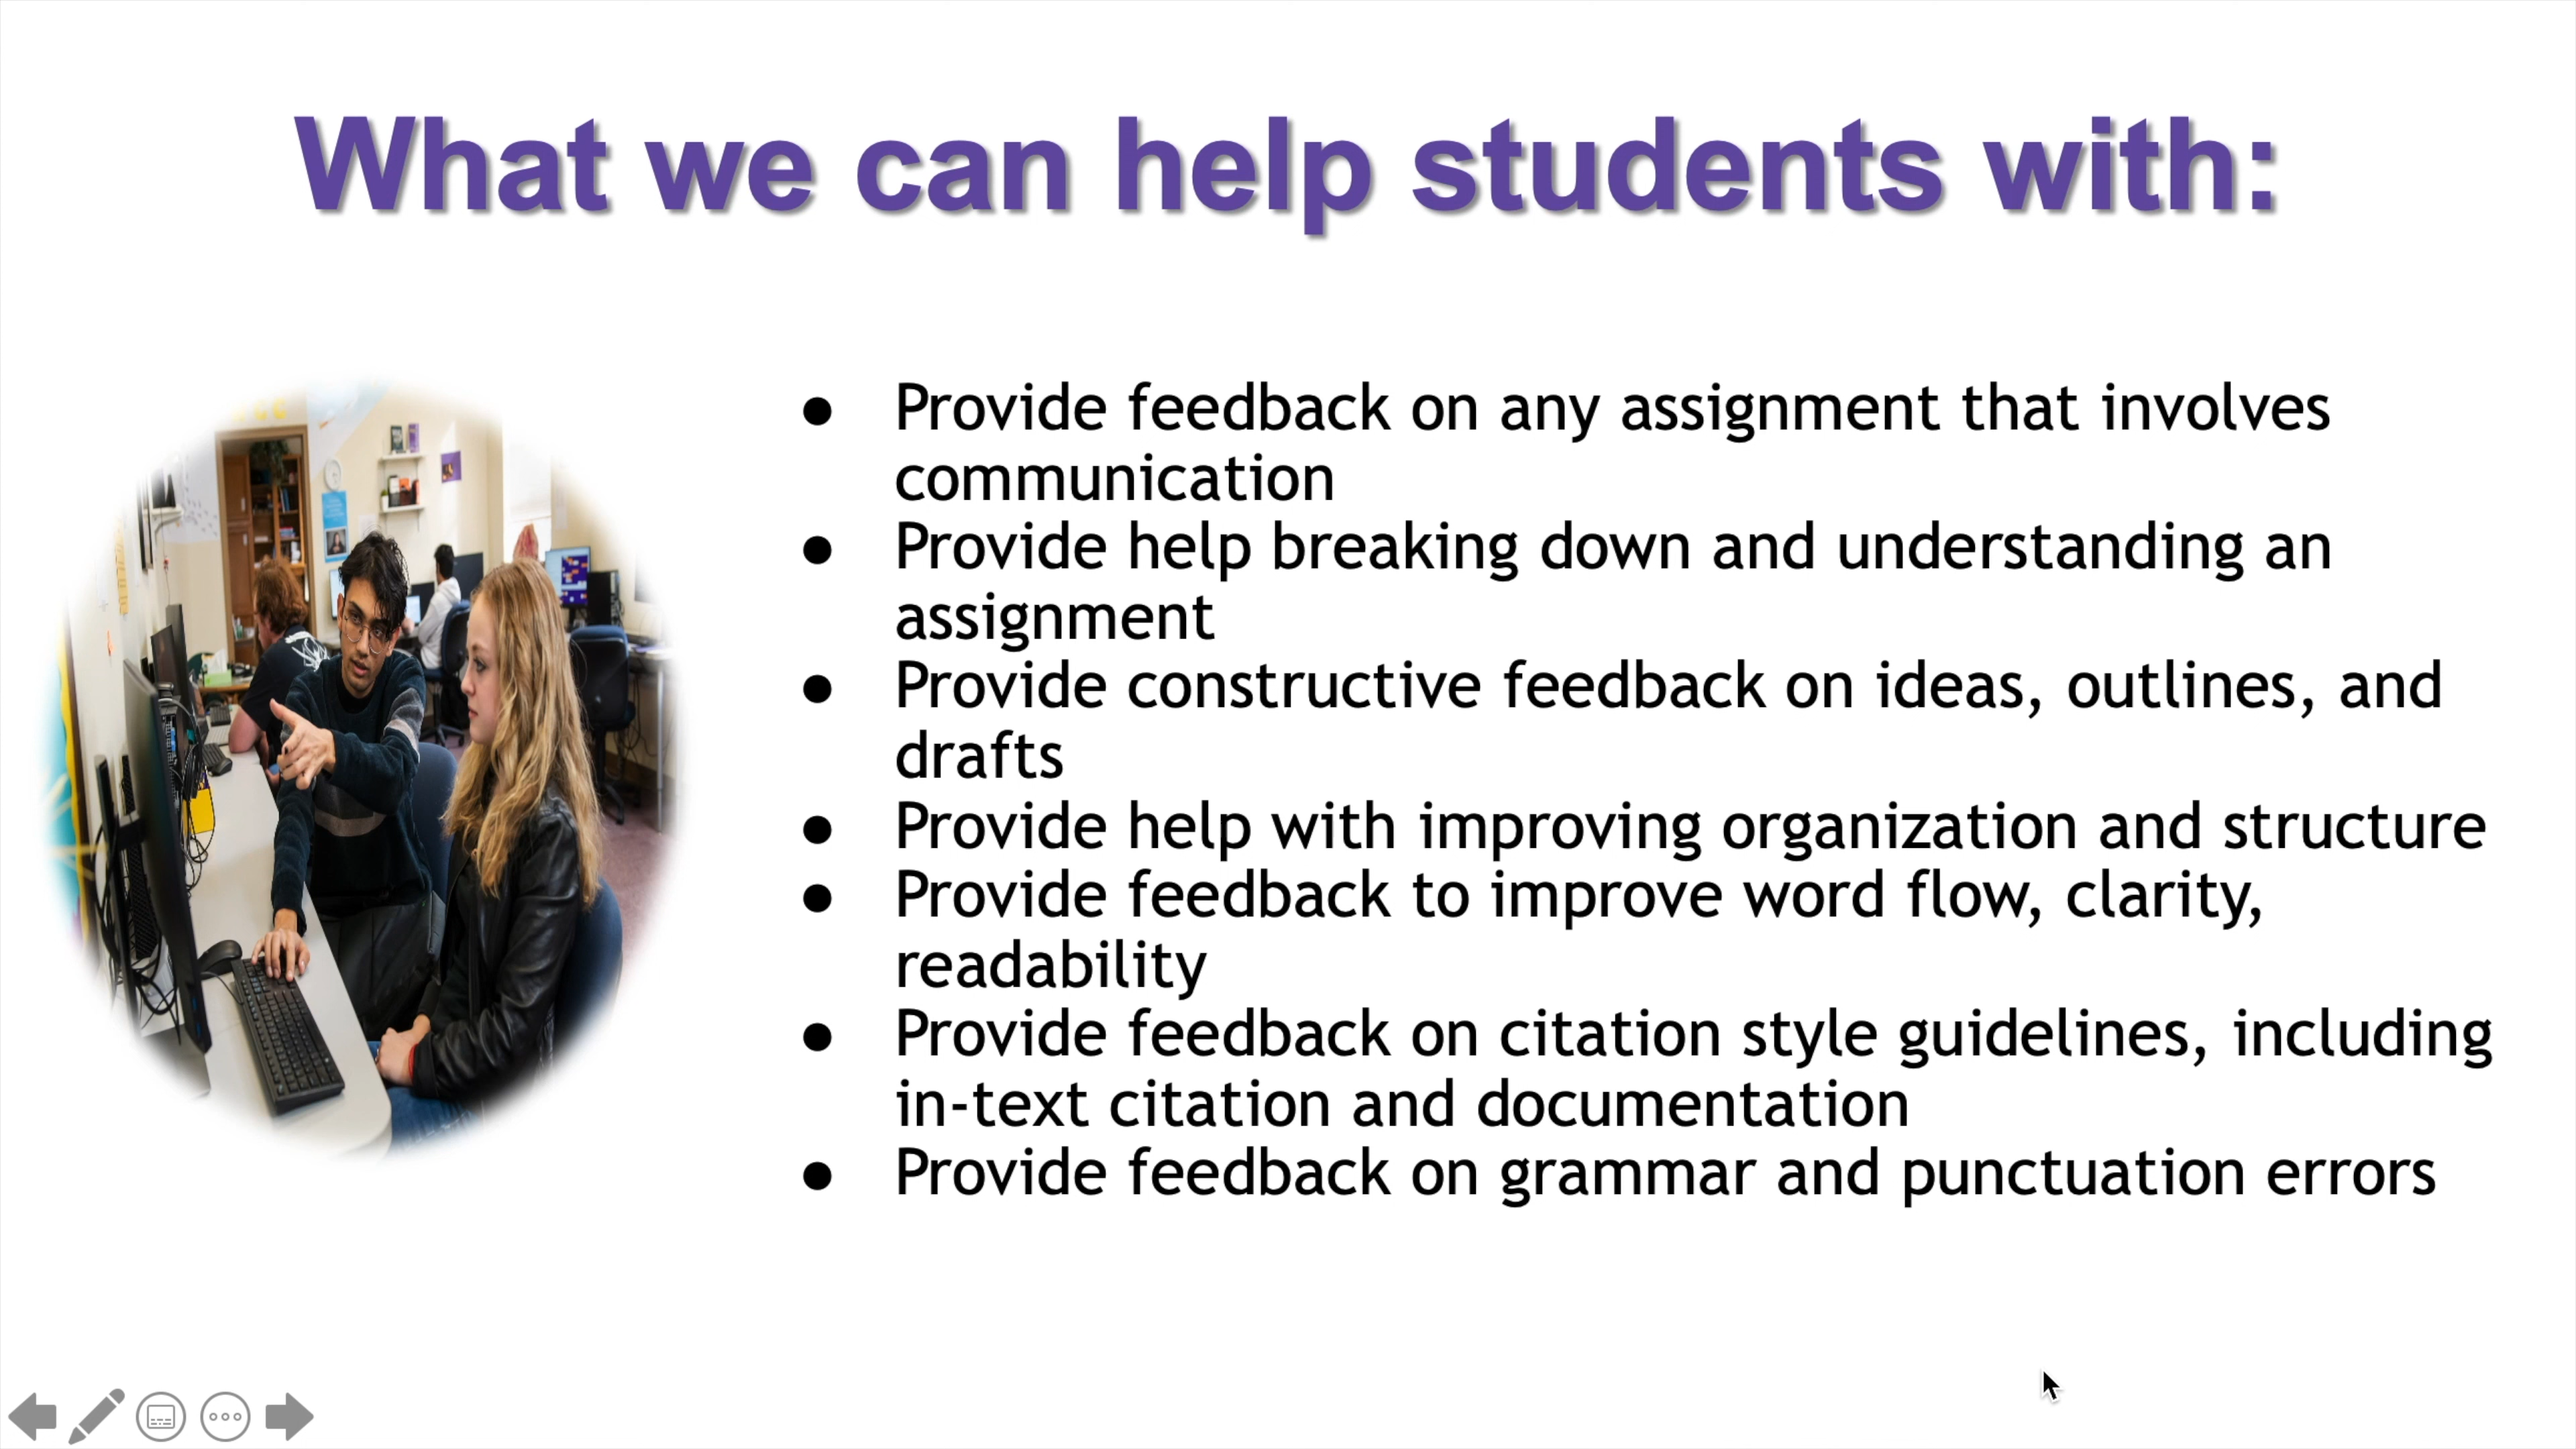 What we can help students with:
● Provide feedback on any assignment that involves
communication
● Provide help breaking down and understanding an
assignment
● Provide constructive feedback on ideas, outlines, and
drafts
● Provide help with improving organization and structure
● Provide feedback to improve word flow, clarity,
readability
● Provide feedback on citation style guidelines, including
in-text citation and documentation
● Provide feedback on grammar and punctuation errors